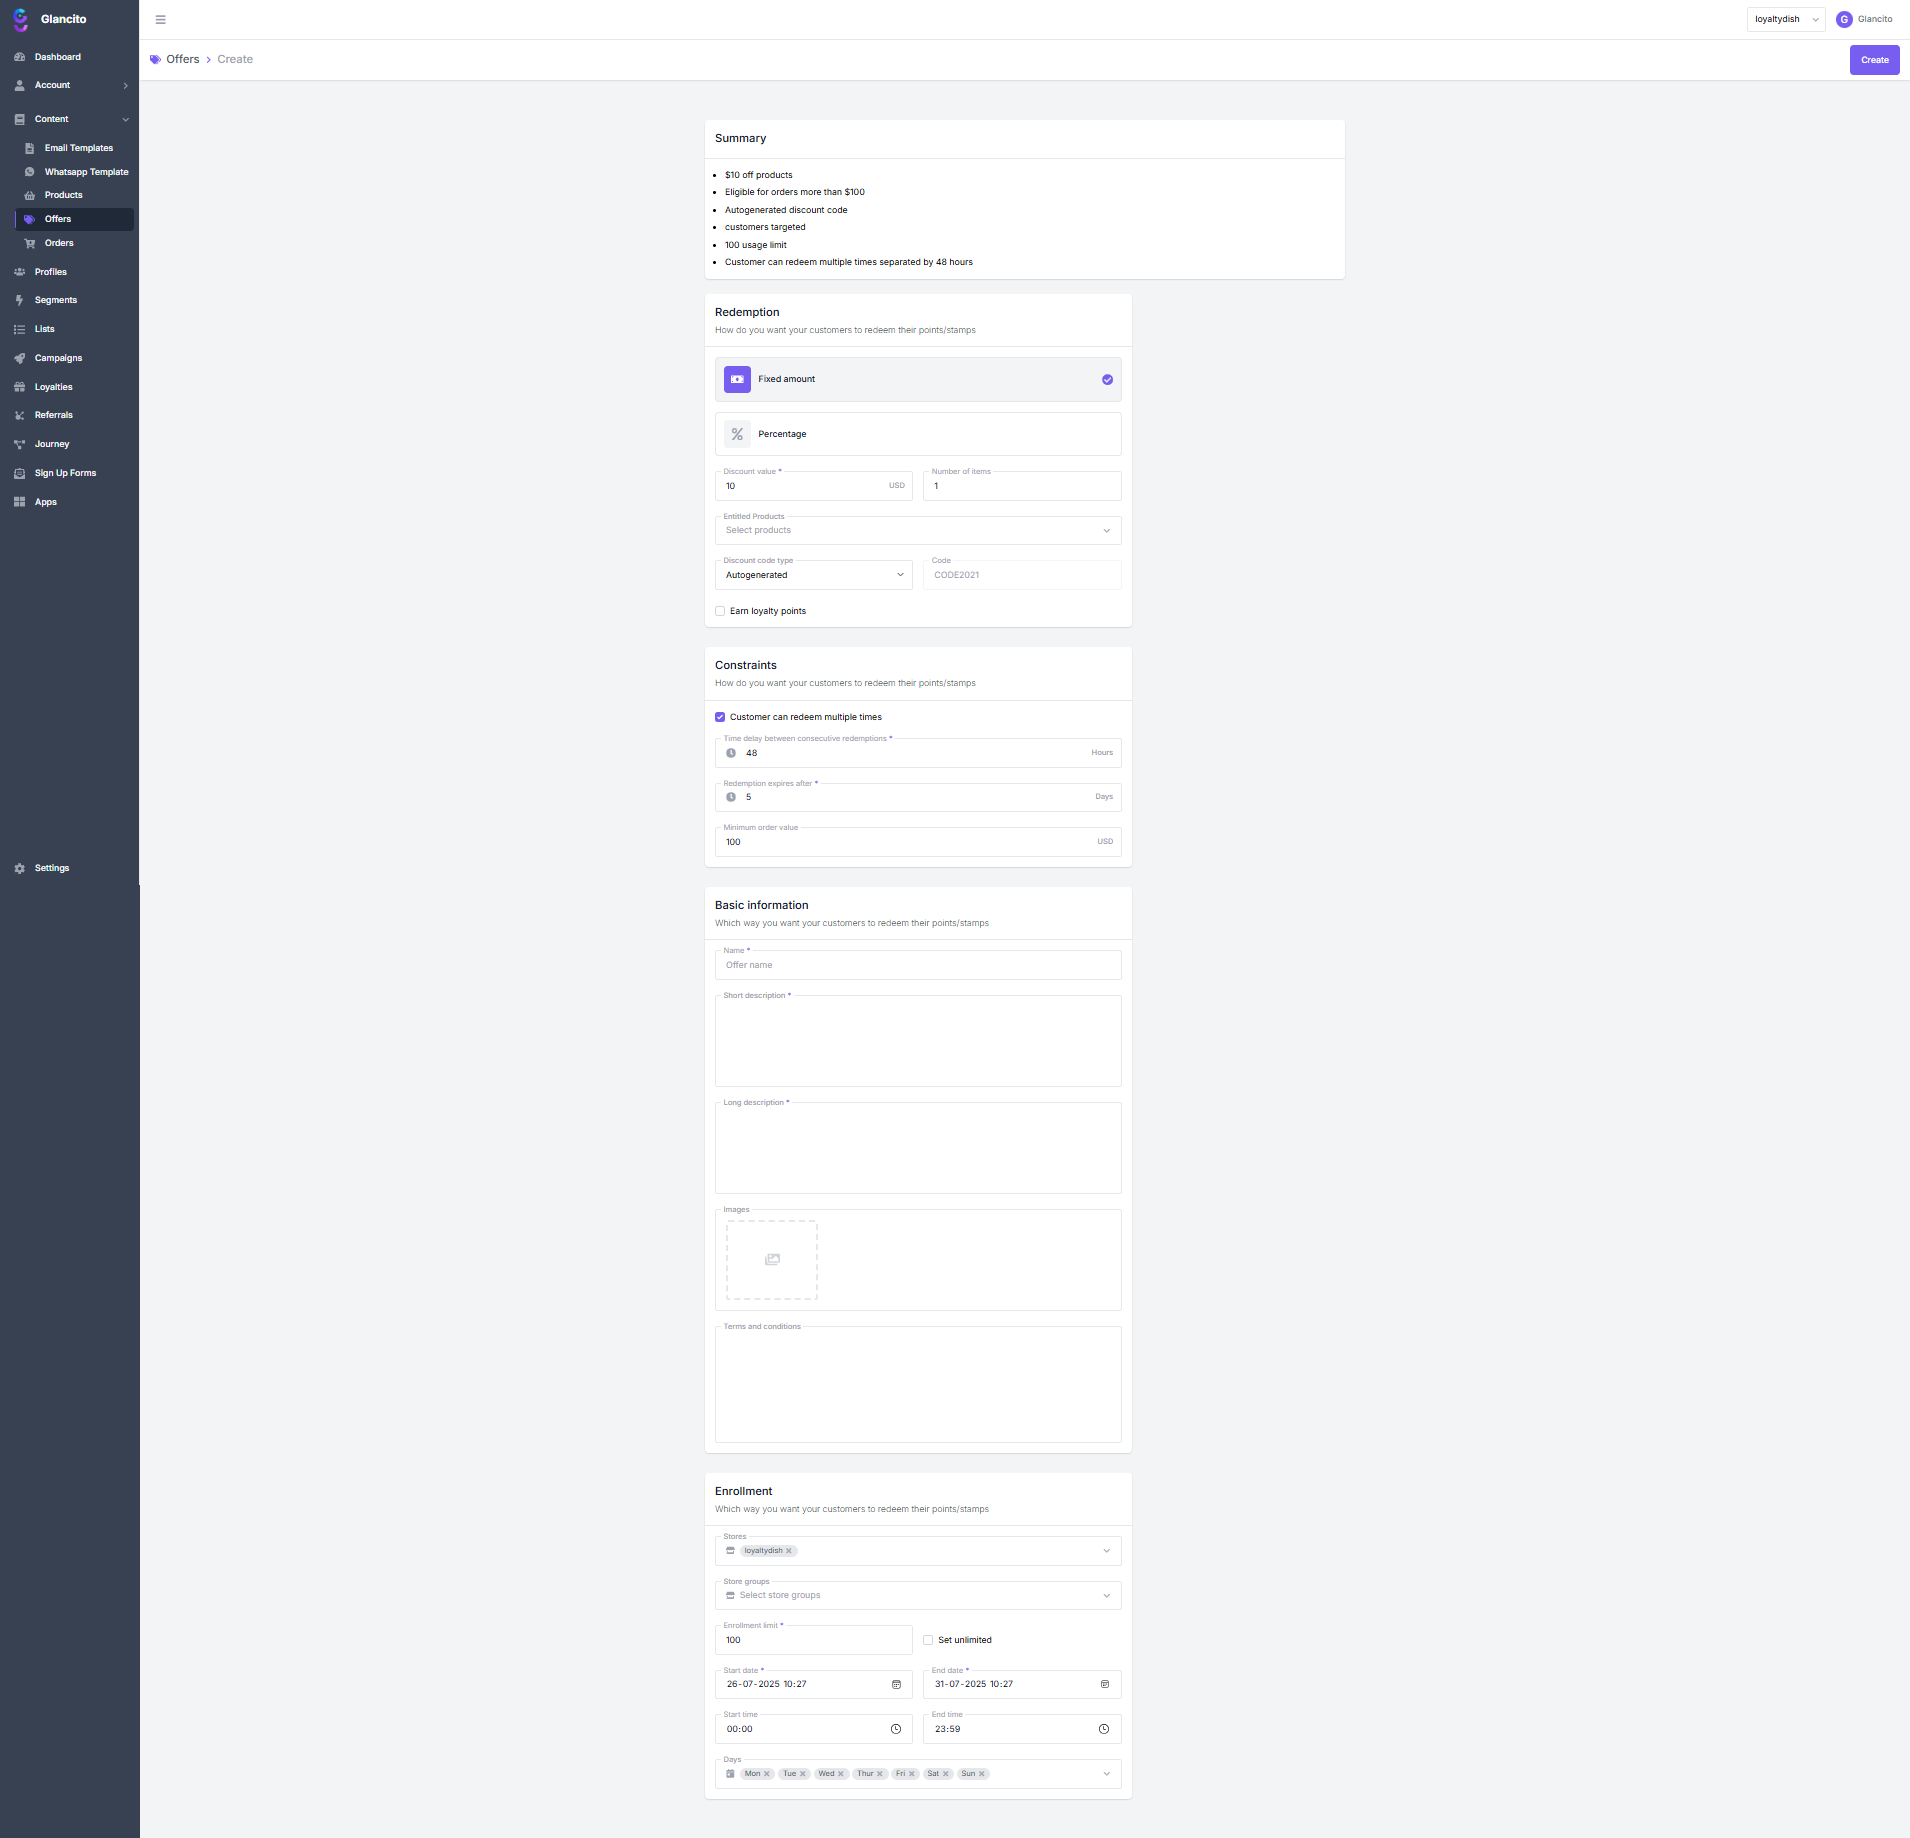 Glancito
loyaltydish
G Glancito
Dashboard
Account
Content
Email Templates
Whatsapp Template
Products
Offers
Orders
Profiles
Segments
Lists
Campaigns
Loyalties
Referrals
Journey
Sign Up Forms
Apps
Settings
Offers > Create
Create
Summary
• $10 off products
• Eligible for orders more than $100
• Autogenerated discount code
• customers targeted
• 100 usage limit
• Customer can redeem multiple times separated by 48 hours
Redemption
How do you want your customers to redeem their points/stamps
Fixed amount
Percentage
Discount value *
10 USD
Number of items
1
Entitled Products
Select products
Discount code type
Autogenerated
Code
CODE2021
Earn loyalty points
Constraints
How do you want your customers to redeem their points/stamps
Customer can redeem multiple times
Time delay between consecutive redemptions *
48 Hours
Redemption expires after *
5 Days
Minimum order value
100 USD
Basic information
Which way you want your customers to redeem their points/stamps
Name *
Offer name
Short description *
Long description *
Images
Terms and conditions
Enrollment
Which way you want your customers to redeem their points/stamps
Stores
loyaltydish
Store groups
Select store groups
Enrollment limit *
100
Set unlimited
Start date *
26-07-2025 10:27
End date *
31-07-2025 10:27
Start time
00:00
End time
23:59
Days
Mon Tue Wed Thur Fri Sat Sun